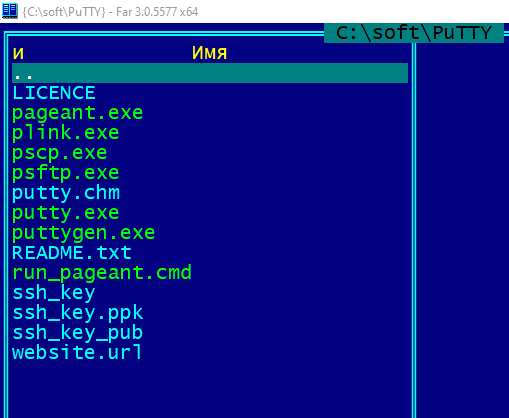 {C:\soft\PuTTY} - Far 3.0.5577 x64
C:\soft\PuTTY
и Имя
..
LICENCE
pageant.exe
plink.exe
pscp.exe
psftp.exe
putty.chm
putty.exe
puttygen.exe
README.txt
run_pageant.cmd
ssh_key
ssh_key.ppk
ssh_key_pub
website.url